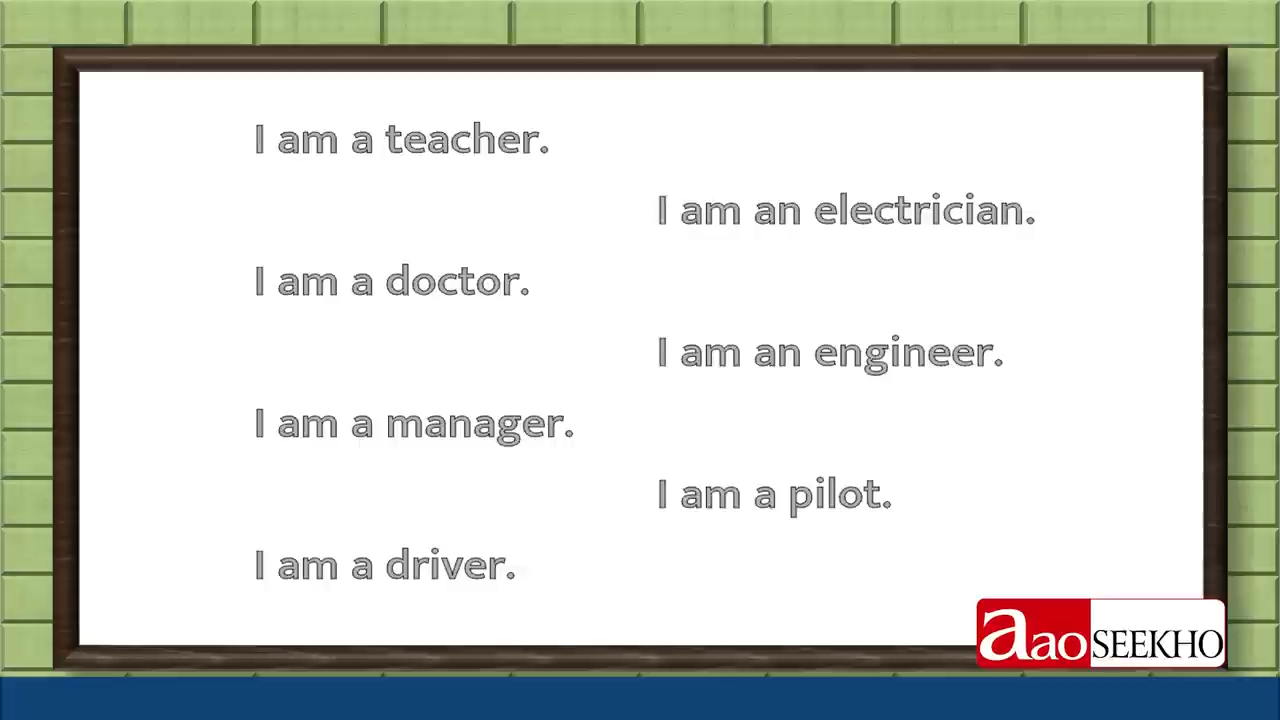 I am a teacher.
I am an electrician.
I am a doctor.
I am an engineer.
I am a manager.
I am a pilot.
I am a driver.
aao SEEKHO